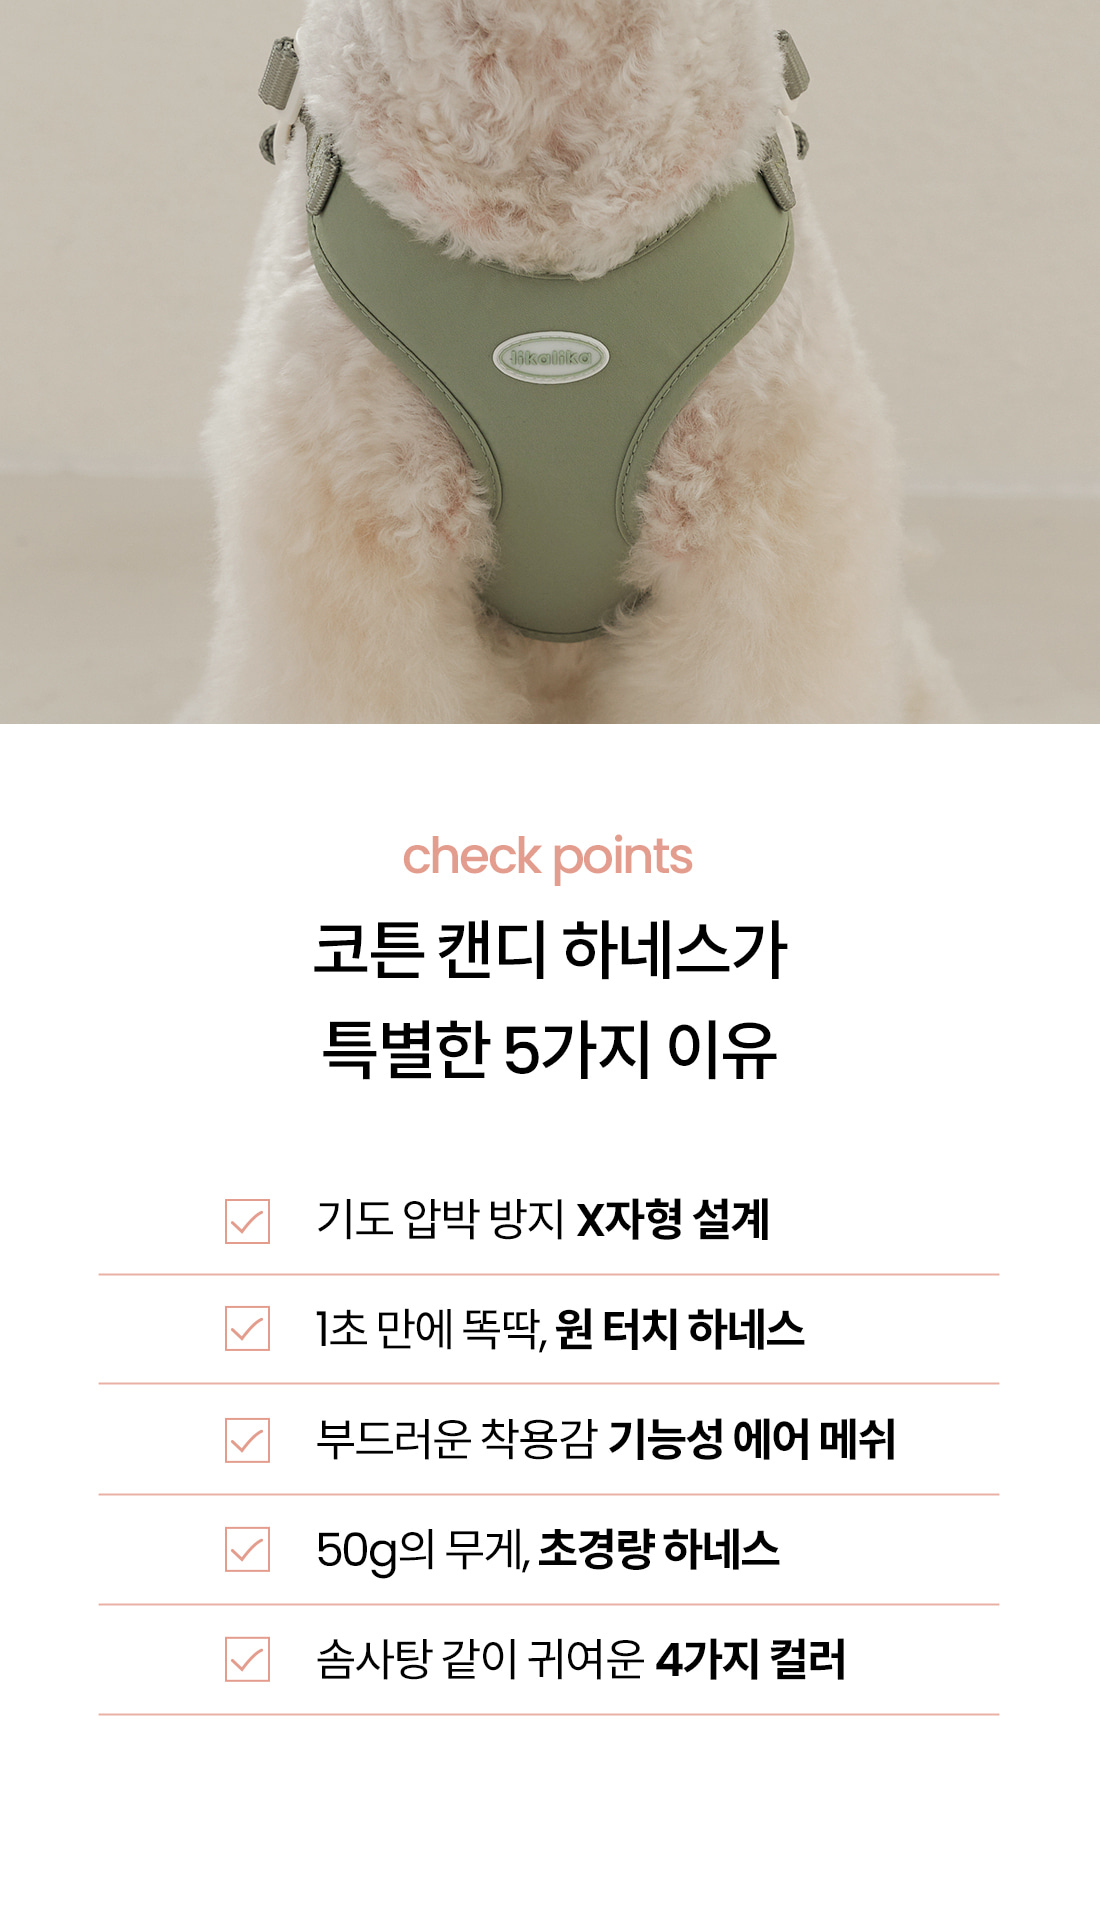 likalika
check points
코튼 캔디 하네스가
특별한 5가지 이유
기도 압박 방지 X자형 설계
1초 만에 똑딱, 원 터치 하네스
부드러운 착용감 기능성 에어 메쉬
50g의 무게, 초경량 하네스
솜사탕 같이 귀여운 4가지 컬러